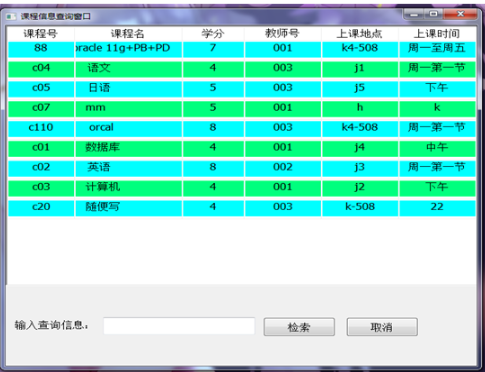 课程信息查询窗口
课程号 课程名 学分 教师号 上课地点 上课时间
88 oracle 11g+PB+PD 7 001 k4-508 周一至周五
c04 语文 4 003 j1 周一第一节
c05 日语 5 003 j5 下午
c07 mm 5 001 h k
c110 orcal 8 003 k4-508 周一第一节
c01 数据库 4 001 j4 中午
c02 英语 8 002 j3 周一第一节
c03 计算机 4 001 j2 下午
c20 随便写 4 003 k-508 22
输入查询信息: 检索 取消